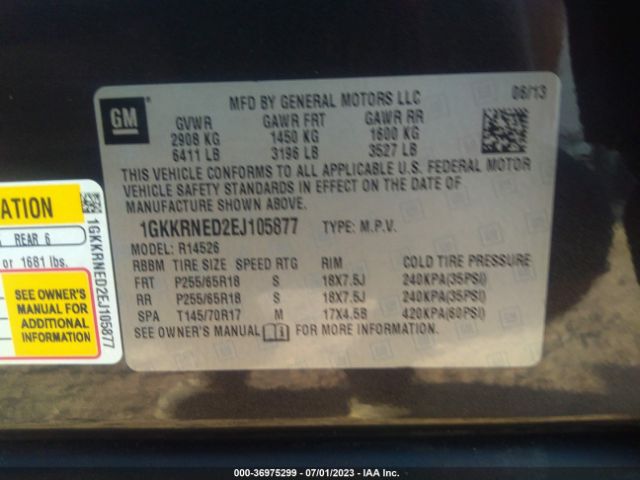 GM
MFD BY GENERAL MOTORS LLC
06/13
GVWR GAWR FRT GAWR RR
2908 KG 1450 KG 1600 KG
6411 LB 3196 LB 3527 LB
THIS VEHICLE CONFORMS TO ALL APPLICABLE U.S. FEDERAL MOTOR
VEHICLE SAFETY STANDARDS IN EFFECT ON THE DATE OF
MANUFACTURE SHOWN ABOVE.
1GKKRNED2EJ105877 TYPE: M.P.V.
MODEL: R14526
RBBM TIRE SIZE SPEED RTG RIM COLD TIRE PRESSURE
FRT P255/65R18 S 18X7.5J 240KPA(35PSI)
RR P255/65R18 S 18X7.5J 240KPA(35PSI)
SPA T145/70R17 M 17X4.5B 420KPA(60PSI)
SEE OWNER'S MANUAL FOR MORE INFORMATION.
ATION
REAR 6
or 1681 lbs.
SEE OWNER'S
MANUAL FOR
ADDITIONAL
INFORMATION
1GKKRNED2EJ105877
000-36975299 - 07/01/2023 - IAA Inc.